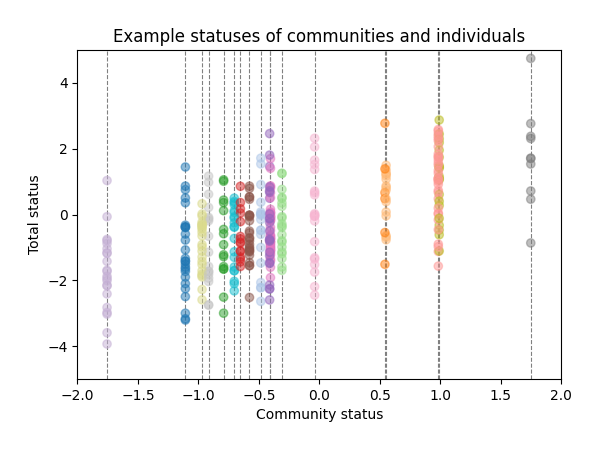 Example statuses of communities and individuals
Total status
4
2
0
−2
−4
−2.0 −1.5 −1.0 −0.5 0.0 0.5 1.0 1.5 2.0
Community status